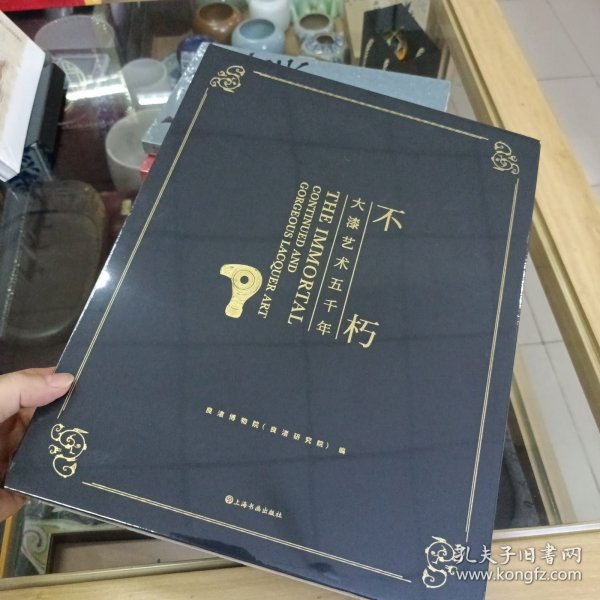 不朽
大漆艺术五千年
THE IMMORTAL
CONTINUED AND
GORGEOUS LACQUER ART
良渚博物院（良渚研究院） 编
上海书画出版社
孔夫子旧书网
www.kongfz.com